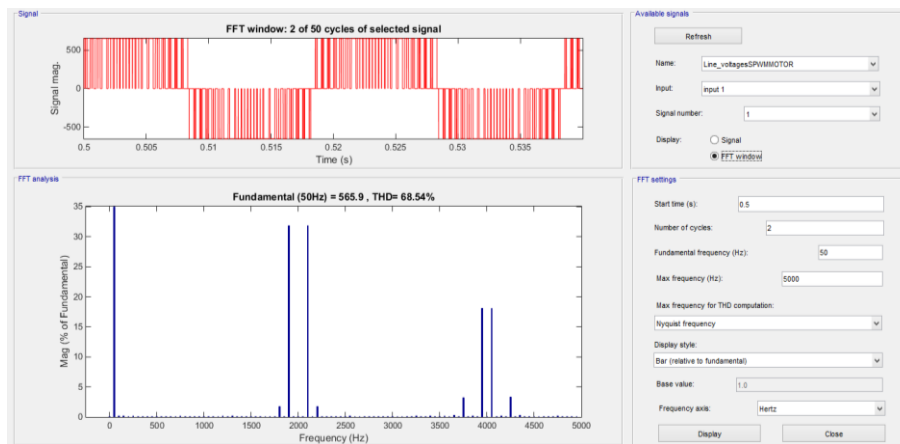 Signal
FFT window: 2 of 50 cycles of selected signal
Signal mag.
500
0
-500
0.5 0.505 0.51 0.515 0.52 0.525 0.53 0.535
Time (s)
FFT analysis
Fundamental (50Hz) = 565.9 , THD= 68.54%
Mag (% of Fundamental)
35
30
25
20
15
10
5
0
0 500 1000 1500 2000 2500 3000 3500 4000 4500 5000
Frequency (Hz)
Available signals
Refresh
Name: Line_voltagesSPWMMOTOR
Input: input 1
Signal number: 1
Display: Signal
FFT window
FFT settings
Start time (s): 0.5
Number of cycles: 2
Fundamental frequency (Hz): 50
Max frequency (Hz): 5000
Max frequency for THD computation:
Nyquist frequency
Display style:
Bar (relative to fundamental)
Base value: 1.0
Frequency axis: Hertz
Display Close